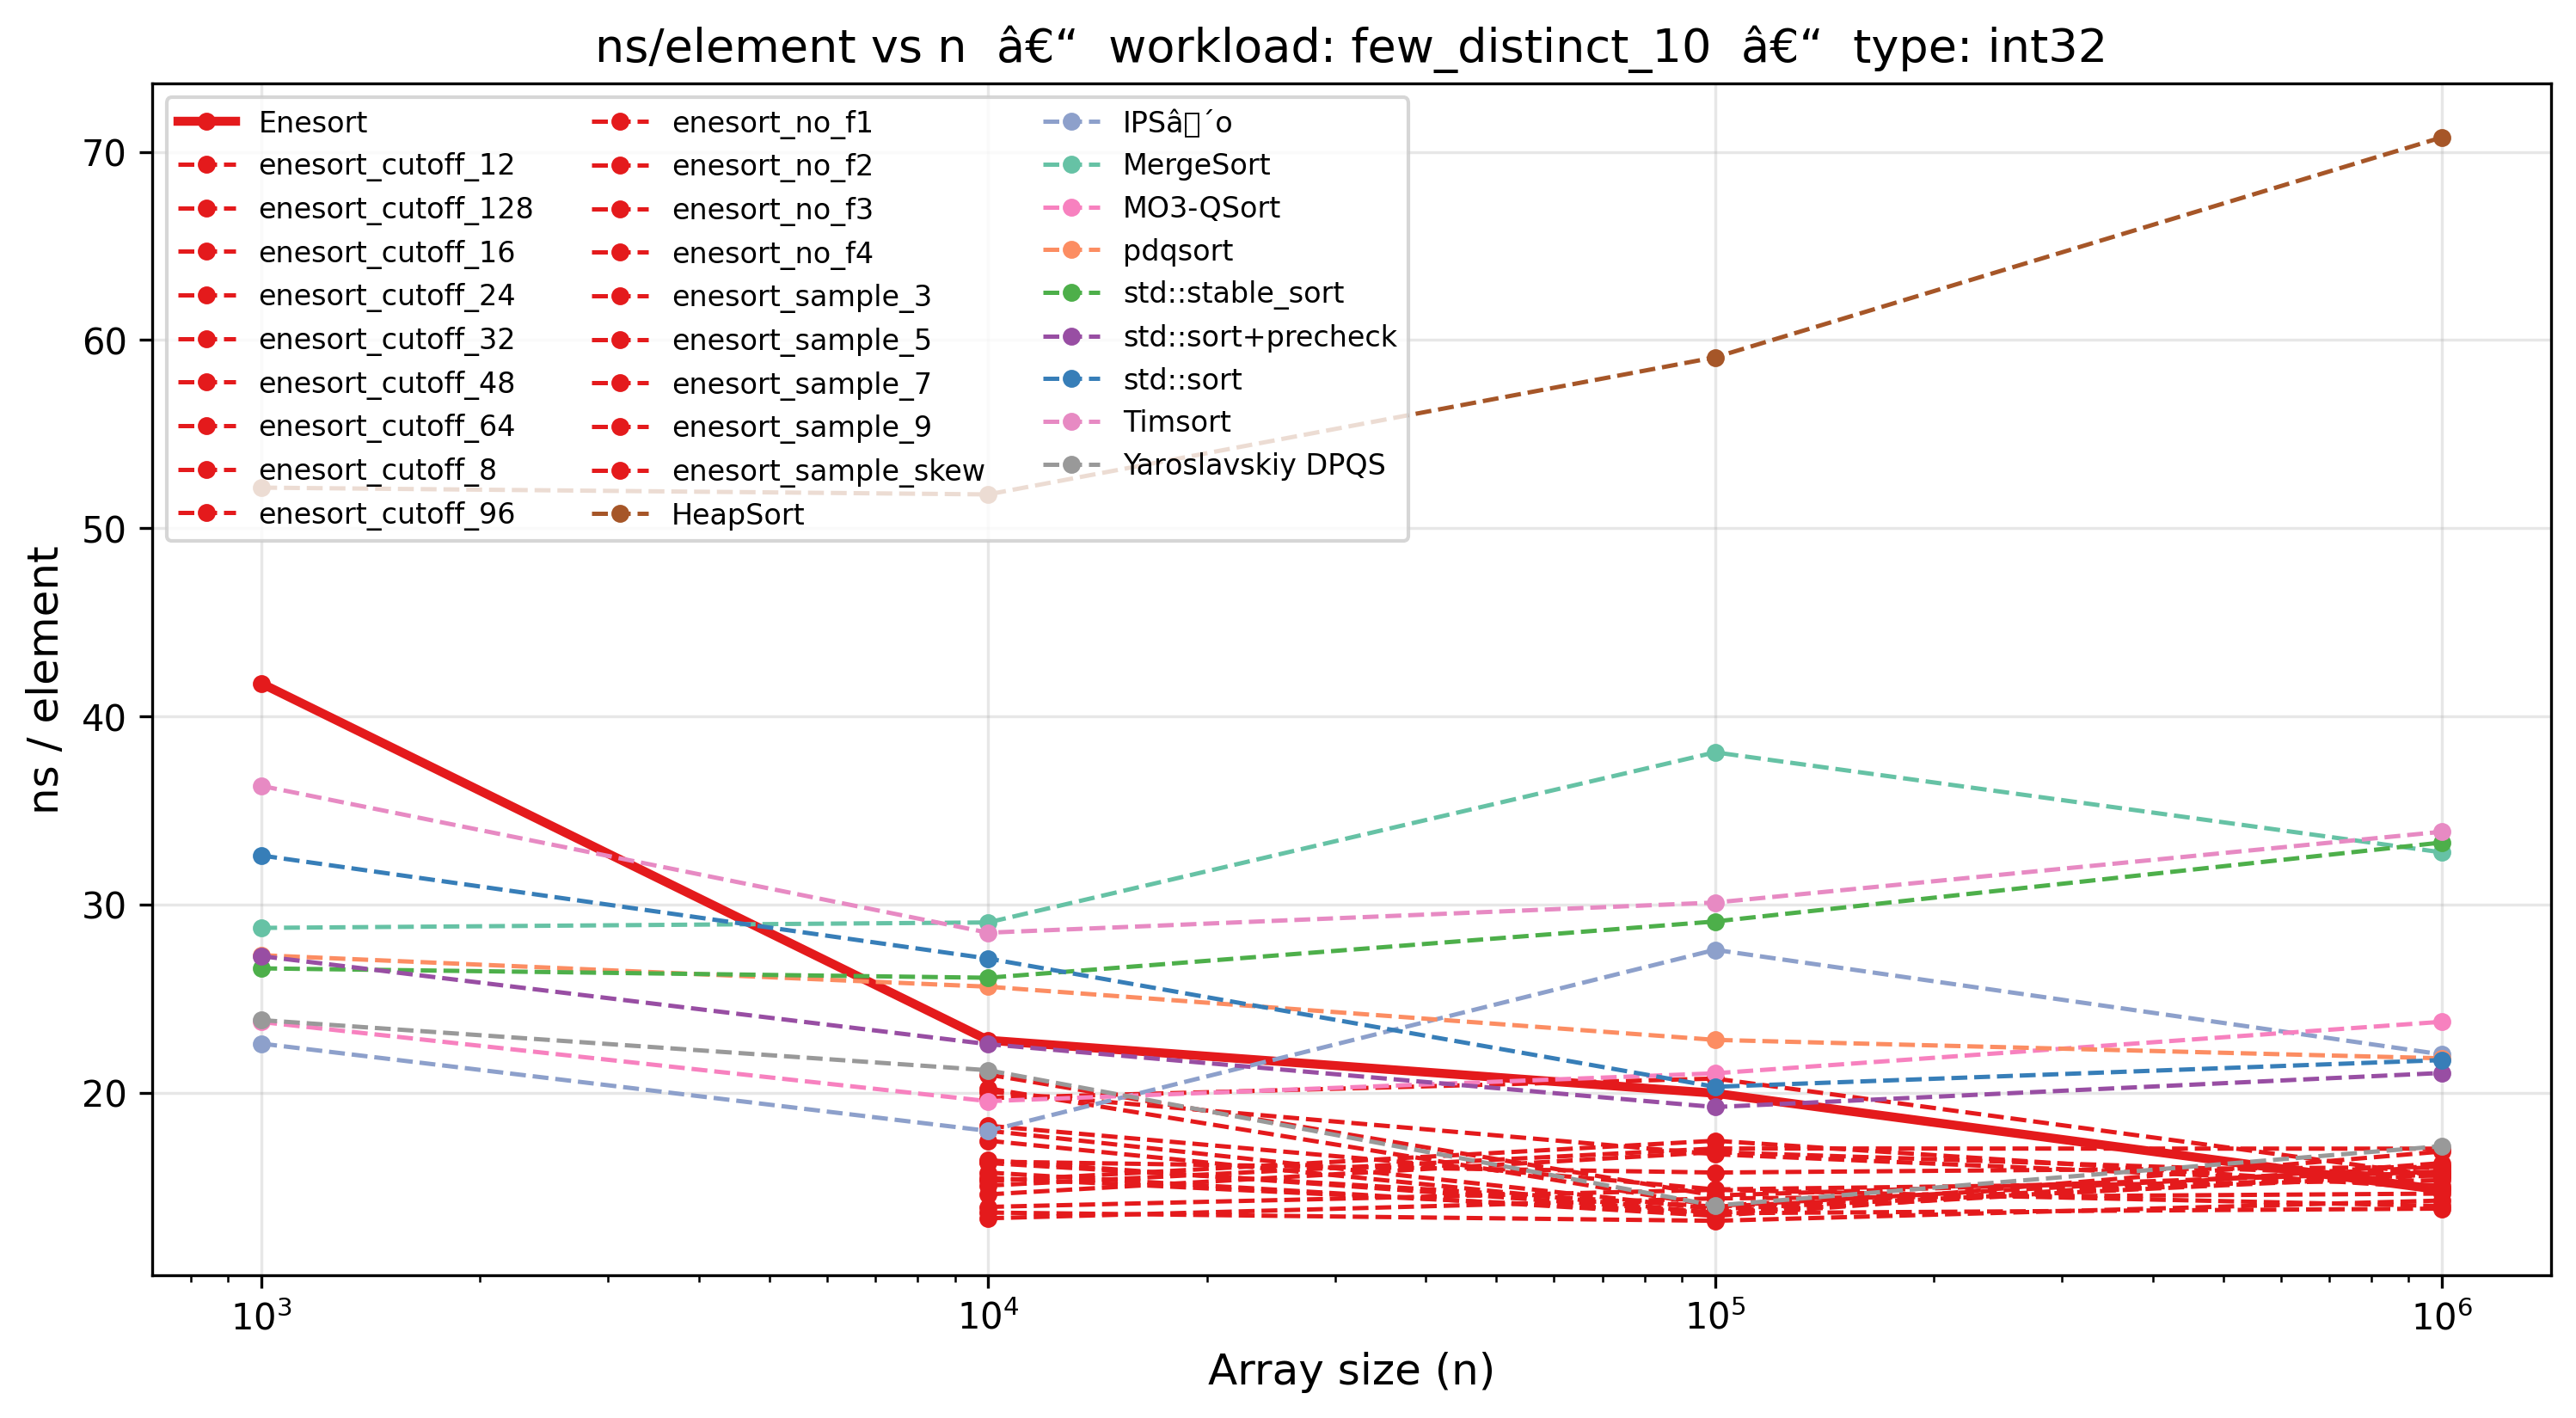 ns/element vs n â€“ workload: few_distinct_10 â€“ type: int32
Enesort
enesort_cutoff_12
enesort_cutoff_128
enesort_cutoff_16
enesort_cutoff_24
enesort_cutoff_32
enesort_cutoff_48
enesort_cutoff_64
enesort_cutoff_8
enesort_cutoff_96
enesort_no_f1
enesort_no_f2
enesort_no_f3
enesort_no_f4
enesort_sample_3
enesort_sample_5
enesort_sample_7
enesort_sample_9
enesort_sample_skew
HeapSort
IPSâ▯´o
MergeSort
MO3-QSort
pdqsort
std::stable_sort
std::sort+precheck
std::sort
Timsort
Yaroslavskiy DPQS
ns / element
70
60
50
40
30
20
10³
10⁴
10⁵
10⁶
Array size (n)